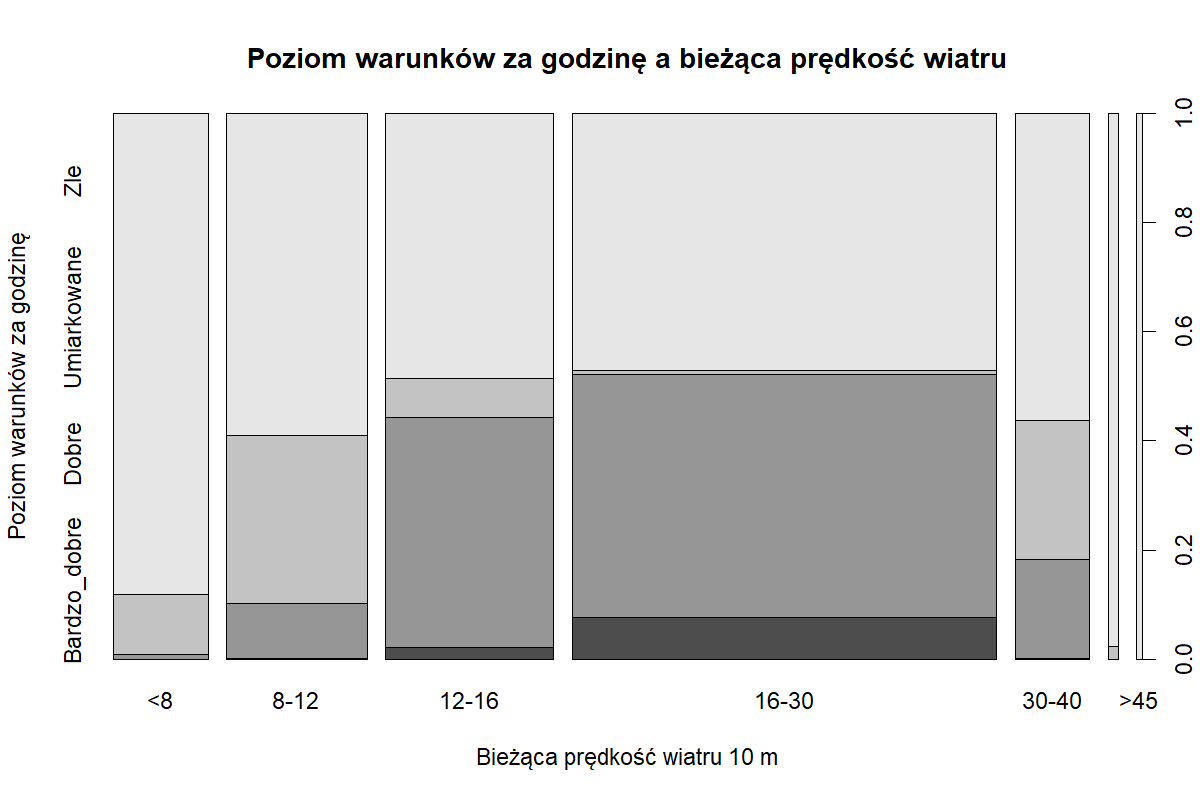 Poziom warunków za godzinę a bieżąca prędkość wiatru
Poziom warunków za godzinę
Zle
Umiarkowane
Dobre
Bardzo_dobre
1.0
0.8
0.6
0.4
0.2
0.0
<8
8-12
12-16
16-30
30-40
>45
Bieżąca prędkość wiatru 10 m